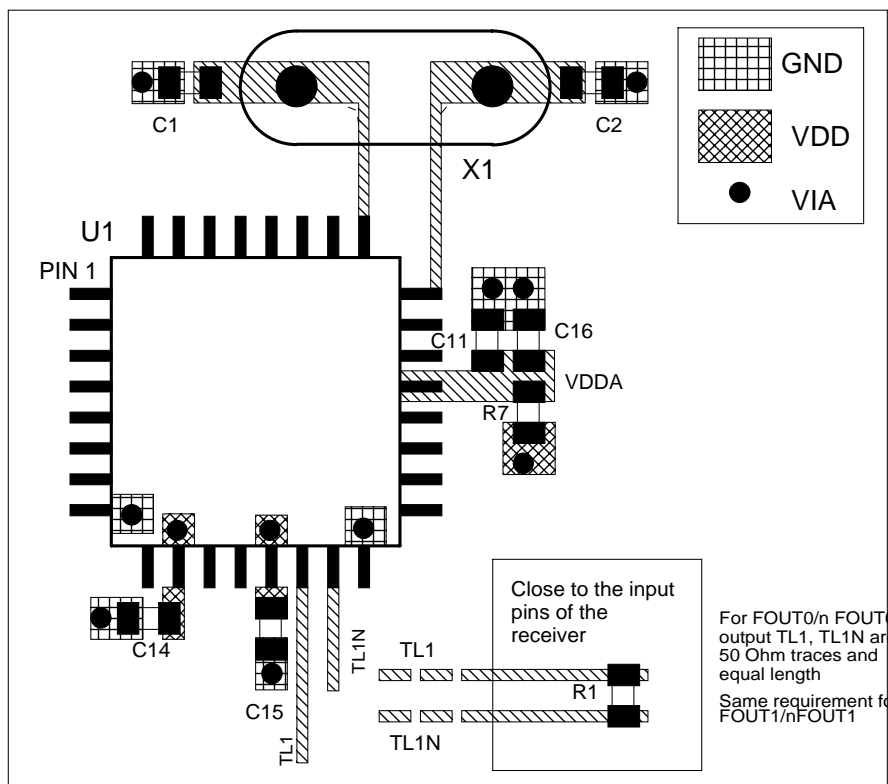 GND
VDD
VIA
C1
C2
X1
U1
PIN 1
C11
C16
VDDA
R7
C14
C15
TL1
TL1N
Close to the input
pins of the
receiver
TL1
R1
TL1N
For FOUT0/n
output TL1, TL1N
50 Ohm traces and
equal length
Same requirement
FOUT1/nFOUT1